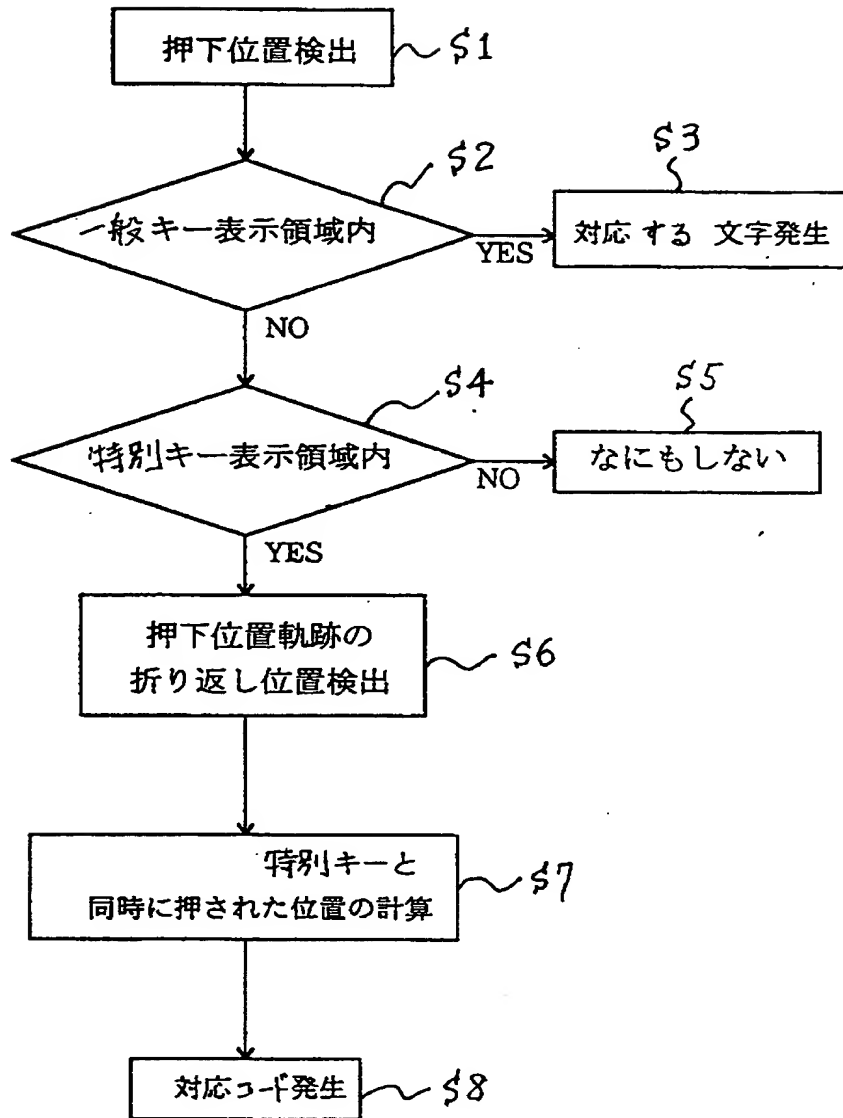 押下位置検出
S1
一般キー表示領域内
S2
YES
対応する 文字発生
S3
NO
特別キー表示領域内
S4
NO
なにもしない
S5
YES
押下位置軌跡の
折り返し位置検出
S6
特別キーと
同時に押された位置の計算
S7
対応コード発生
S8